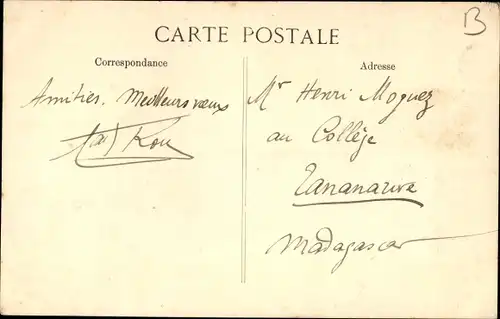 B
CARTE POSTALE
Correspondance
Amitiés. Meilleurs vœux
Adresse
Mr Henri Moguez
au Collège
Tananarive
Madagascar